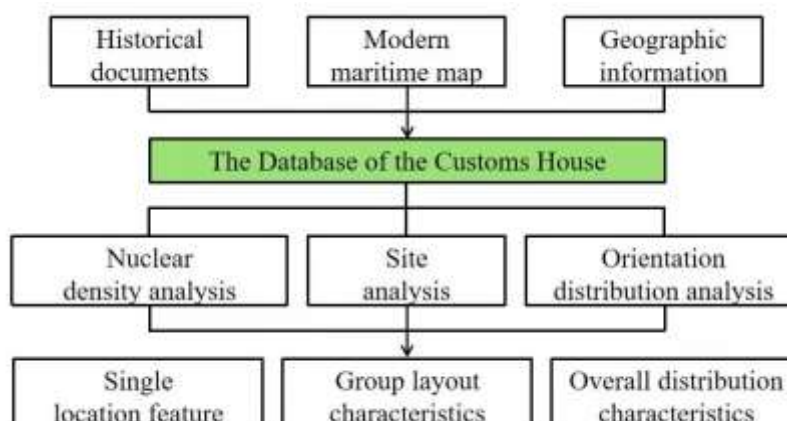 Historical
documents
Modern
maritime map
Geographic
information
The Database of the Customs House
Nuclear
density analysis
Site
analysis
Orientation
distribution analysis
Single
location feature
Group layout
characteristics
Overall distribution
characteristics